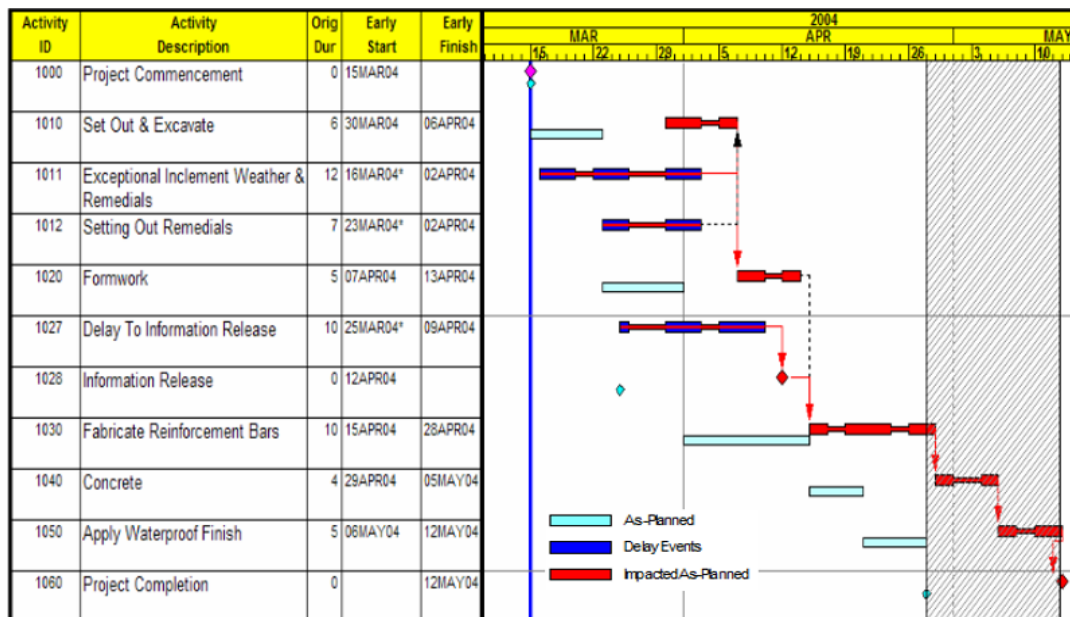 Activity Activity Orig Early Early 2004
ID Description Dur Start Finish MAR APR MAY
15 22 29 5 12 19 26 3 10
1000 Project Commencement 0 15MAR04
1010 Set Out & Excavate 6 30MAR04 06APR04
1011 Exceptional Inclement Weather & 12 16MAR04* 02APR04
Remedials
1012 Setting Out Remedials 7 23MAR04* 02APR04
1020 Formwork 5 07APR04 13APR04
1027 Delay To Information Release 10 25MAR04* 09APR04
1028 Information Release 0 12APR04
1030 Fabricate Reinforcement Bars 10 15APR04 28APR04
1040 Concrete 4 29APR04 05MAY04
1050 Apply Waterproof Finish 5 06MAY04 12MAY04
1060 Project Completion 0 12MAY04
As-Planned
Delay Events
Impacted As-Planned